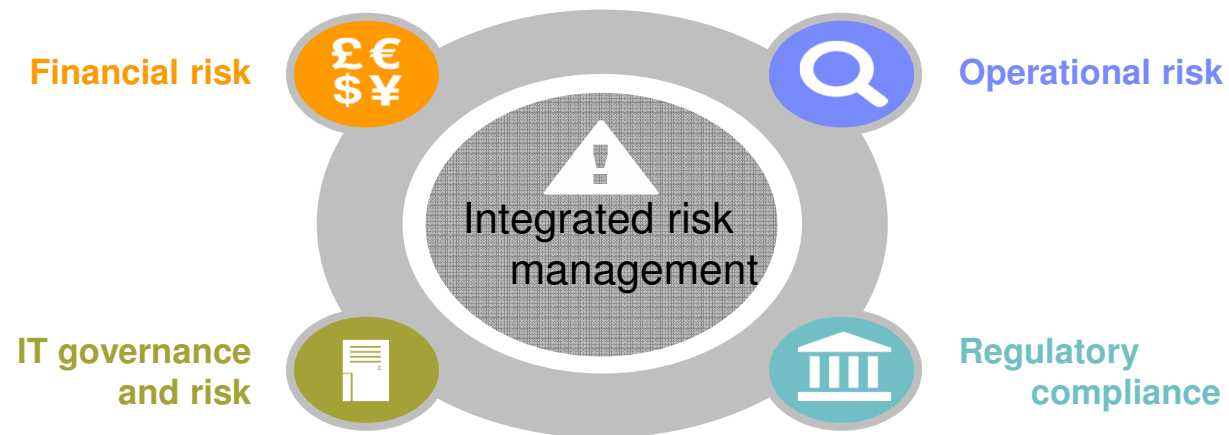 Financial risk
£ €
$ ¥
Operational risk
!
Integrated risk
management
IT governance
and risk
Regulatory
compliance